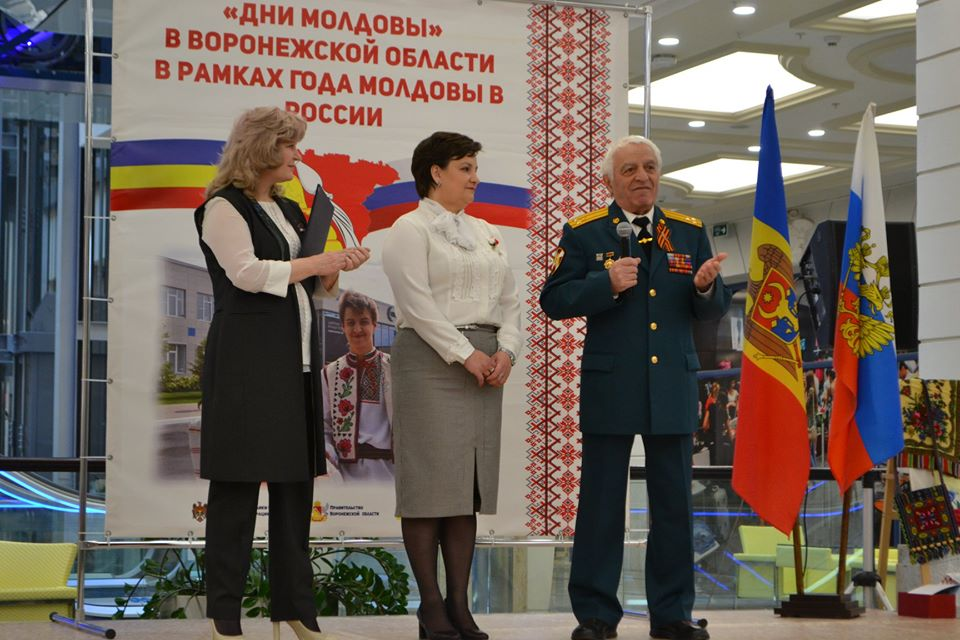 «ДНИ МОЛДОВЫ»
В ВОРОНЕЖСКОЙ ОБЛАСТИ
В РАМКАХ ГОДА МОЛДОВЫ В
РОССИИ
Правительство
Воронежской области